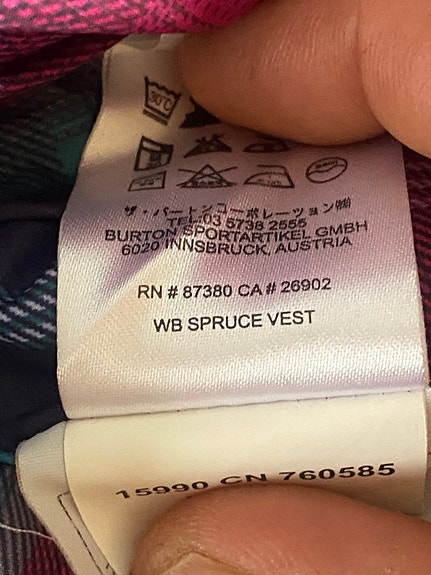 30°C
ザ・バートンコーポレーション㈱
TEL:03 5738 2555
BURTON SPORTARTIKEL GMBH
6020 INNSBRUCK, AUSTRIA
RN # 87380 CA # 26902
WB SPRUCE VEST
15990 CN 760585